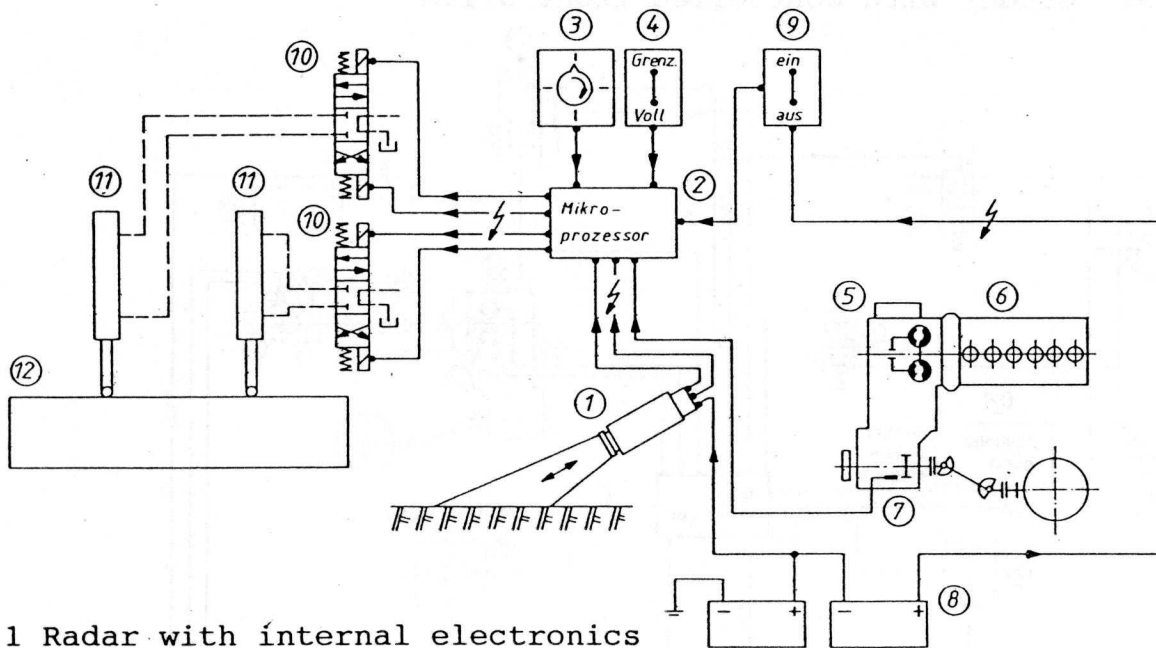 3
4
9
10
Grenz.
Voll
ein
aus
11
11
10
2
Mikro-
prozessor
5
6
12
1
7
8
- +
- +
1 Radar with internal electronics